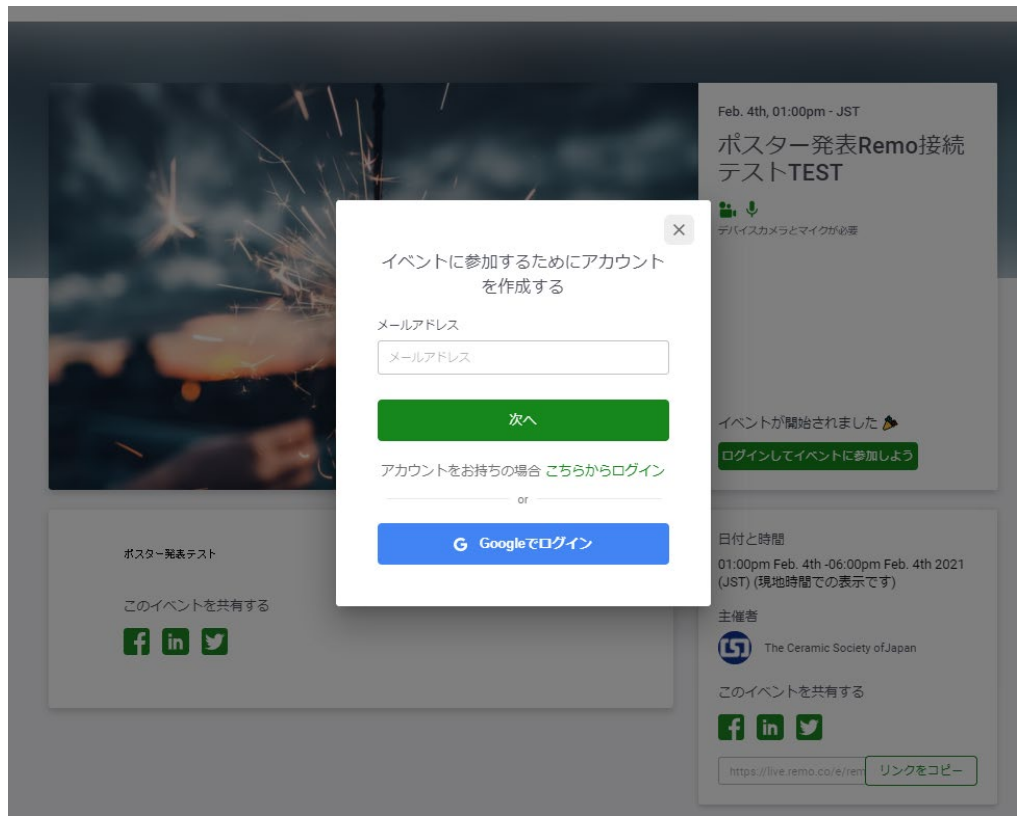 Feb. 4th, 01:00pm - JST
ポスター発表Remo接続
テストTEST
デバイスカメラとマイクが必要
イベントが開始されました
ログインしてイベントに参加しよう
イベントに参加するためにアカウント
を作成する
メールアドレス
メールアドレス
次へ
アカウントをお持ちの場合 こちらからログイン
or
G Googleでログイン
ポスター発表テスト
このイベントを共有する
日付と時間
01:00pm Feb. 4th -06:00pm Feb. 4th 2021
(JST) (現地時間での表示です)
主催者
The Ceramic Society ofJapan
このイベントを共有する
https://live.remo.co/e/rem
リンクをコピー